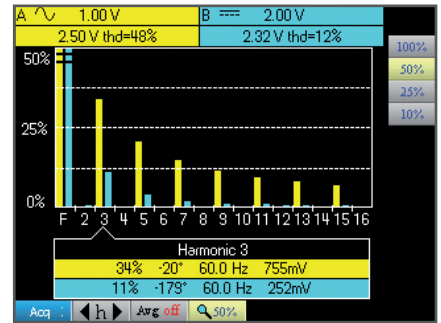 A 1.00 V B 2.00 V
2.50 V thd=48% 2.32 V thd=12%
100%
50%
25%
10%
50%
25%
0%
F 2 3 4 5 6 7 8 9 10 11 12 13 14 15 16
Harmonic 3
34% -20° 60.0 Hz 755mV
11% -179° 60.0 Hz 252mV
Acq : h Avg off 50%